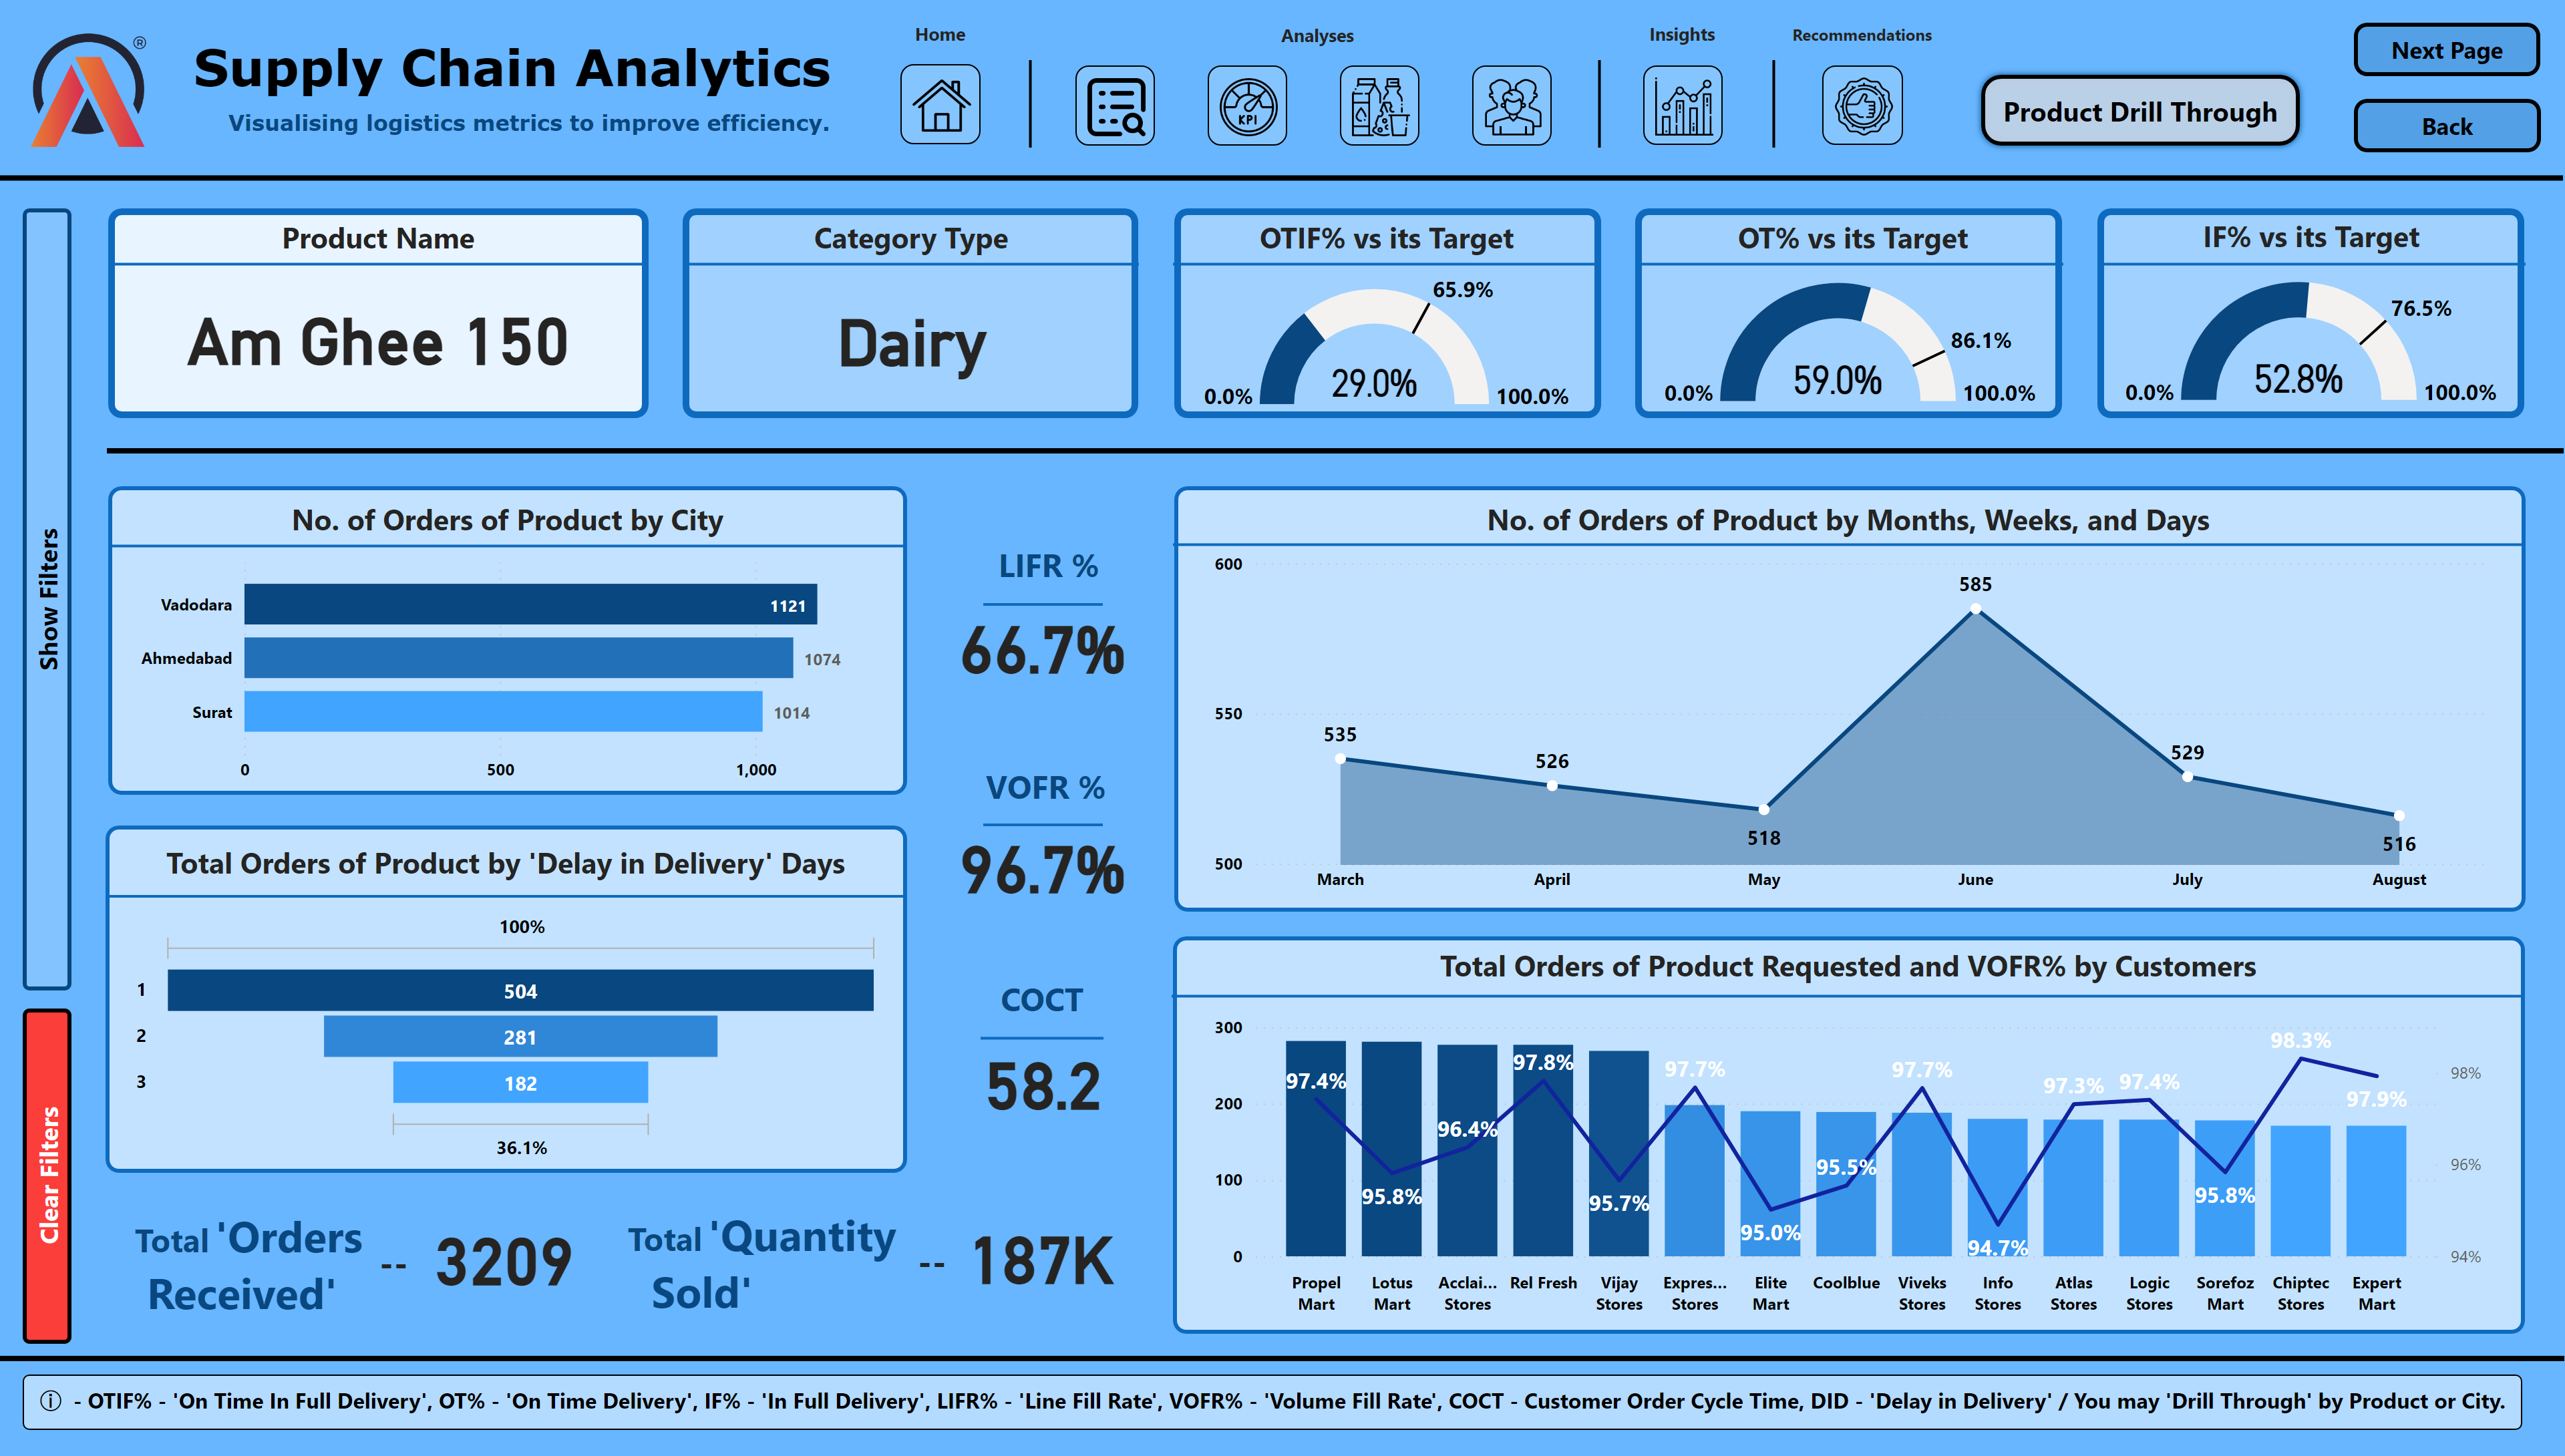 Supply Chain Analytics
®
Visualising logistics metrics to improve efficiency.
Home
Analyses
Insights
Recommendations
KPI
Product Drill Through
Next Page
Back
Show Filters
Clear Filters
Product Name
Am Ghee 150
Category Type
Dairy
OTIF% vs its Target
65.9%
29.0%
0.0%
100.0%
OT% vs its Target
86.1%
59.0%
0.0%
100.0%
IF% vs its Target
76.5%
52.8%
0.0%
100.0%
No. of Orders of Product by City
Vadodara 1121
Ahmedabad 1074
Surat 1014
0 500 1,000
Total Orders of Product by 'Delay in Delivery' Days
100%
1 504
2 281
3 182
36.1%
LIFR %
66.7%
VOFR %
96.7%
COCT
58.2
Total 'Orders
Received'
-- 3209
Total 'Quantity
Sold'
-- 187K
No. of Orders of Product by Months, Weeks, and Days
600
550
500
535
526
518
585
529
516
March April May June July August
Total Orders of Product Requested and VOFR% by Customers
300
200
100
0
98%
96%
94%
97.4%
95.8%
96.4%
97.8%
95.7%
97.7%
95.0%
95.5%
97.7%
94.7%
97.3%
97.4%
95.8%
98.3%
97.9%
Propel
Mart
Lotus
Mart
Acclai...
Stores
Rel Fresh
Vijay
Stores
Expres...
Stores
Elite
Mart
Coolblue
Viveks
Stores
Info
Stores
Atlas
Stores
Logic
Stores
Sorefoz
Mart
Chiptec
Stores
Expert
Mart
ⓘ - OTIF% - 'On Time In Full Delivery', OT% - 'On Time Delivery', IF% - 'In Full Delivery', LIFR% - 'Line Fill Rate', VOFR% - 'Volume Fill Rate', COCT - Customer Order Cycle Time, DID - 'Delay in Delivery' / You may 'Drill Through' by Product or City.